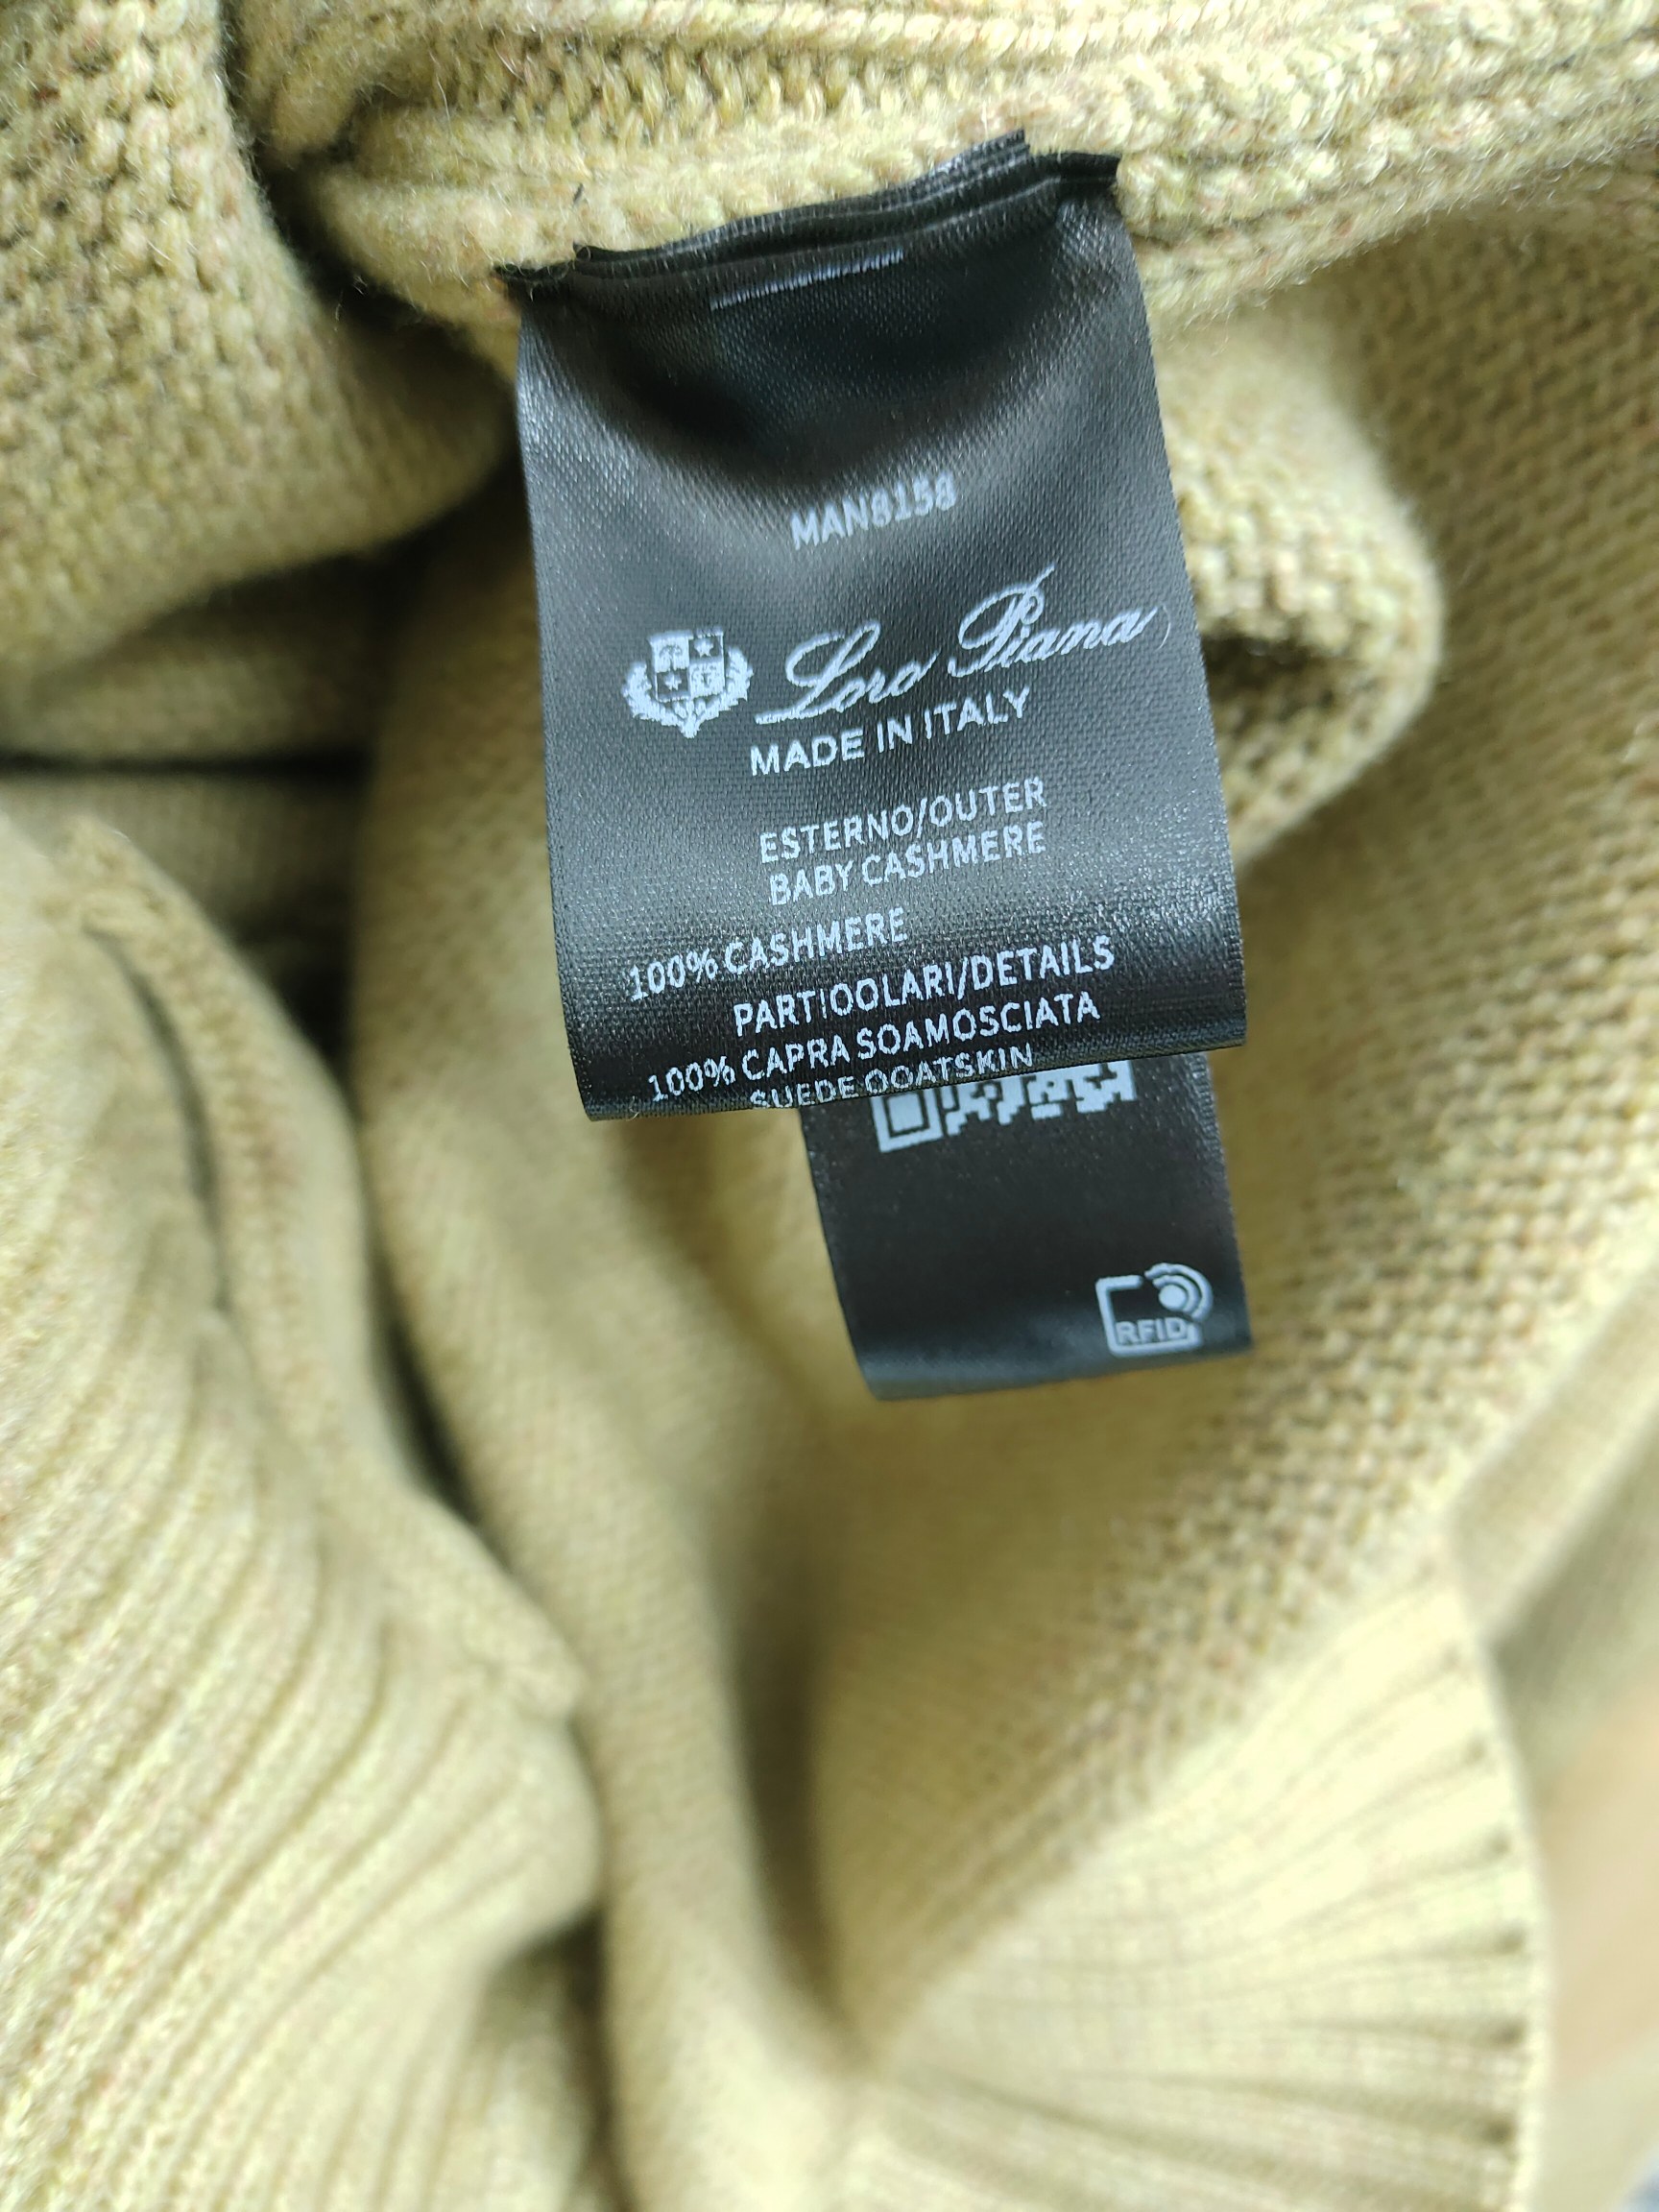 MAN8158
Loro Piana
MADE IN ITALY
ESTERNO/OUTER
BABY CASHMERE
100% CASHMERE
PARTIOOLARI/DETAILS
100% CAPRA SOAMOSCIATA
SUEDE OOATSKIN
RFID